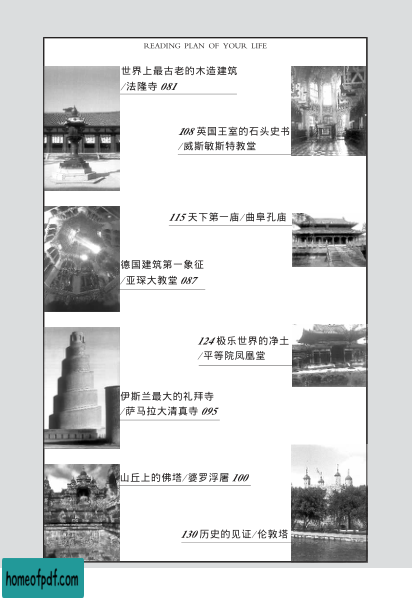 READING PLAN OF YOUR LIFE
世界上最古老的木造建筑
/法隆寺 081
108 英国王室的石头史书
/威斯敏斯特教堂
115 天下第一庙/曲阜孔庙
德国建筑第一象征
/亚琛大教堂 087
124 极乐世界的净土
/平等院凤凰堂
伊斯兰最大的礼拜寺
/萨马拉大清真寺 095
山丘上的佛塔/婆罗浮屠 100
130 历史的见证/伦敦塔
homeofpdf.com